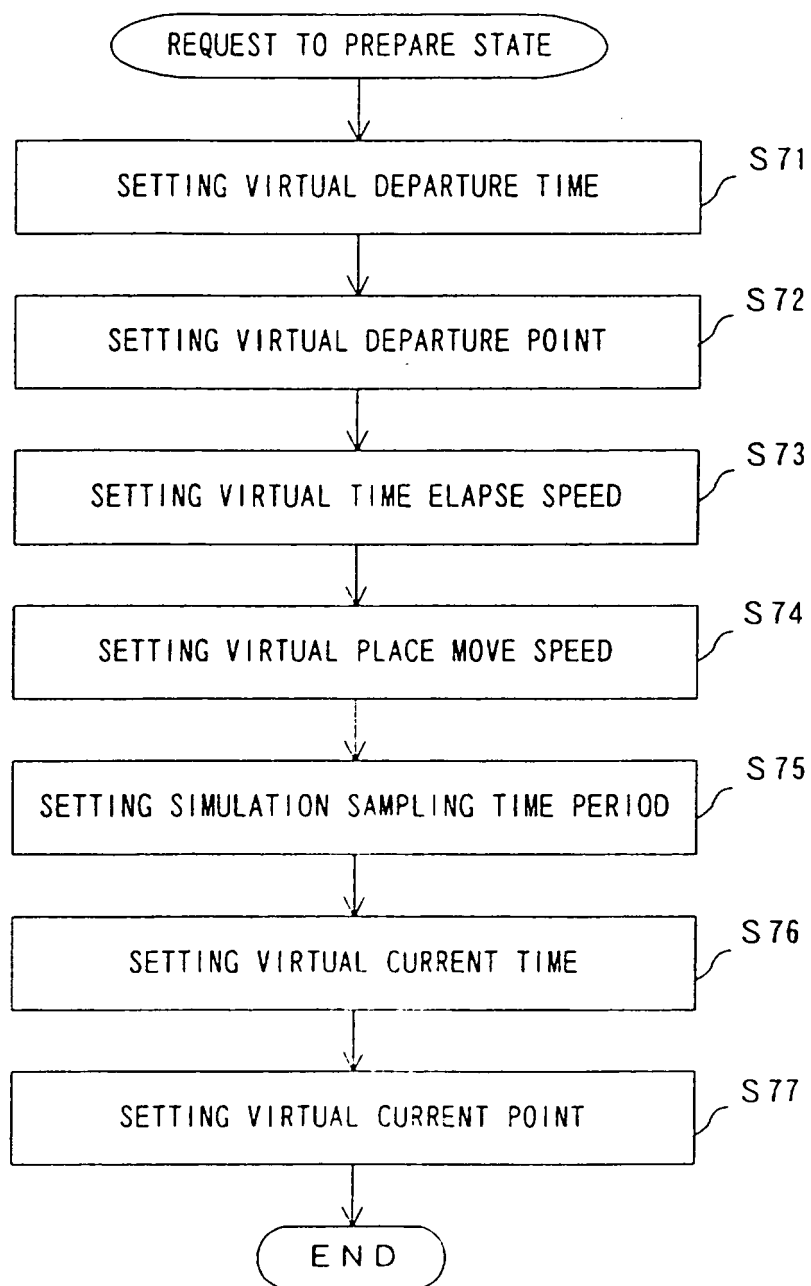 REQUEST TO PREPARE STATE
S71
SETTING VIRTUAL DEPARTURE TIME
S72
SETTING VIRTUAL DEPARTURE POINT
S73
SETTING VIRTUAL TIME ELAPSE SPEED
S74
SETTING VIRTUAL PLACE MOVE SPEED
S75
SETTING SIMULATION SAMPLING TIME PERIOD
S76
SETTING VIRTUAL CURRENT TIME
S77
SETTING VIRTUAL CURRENT POINT
END